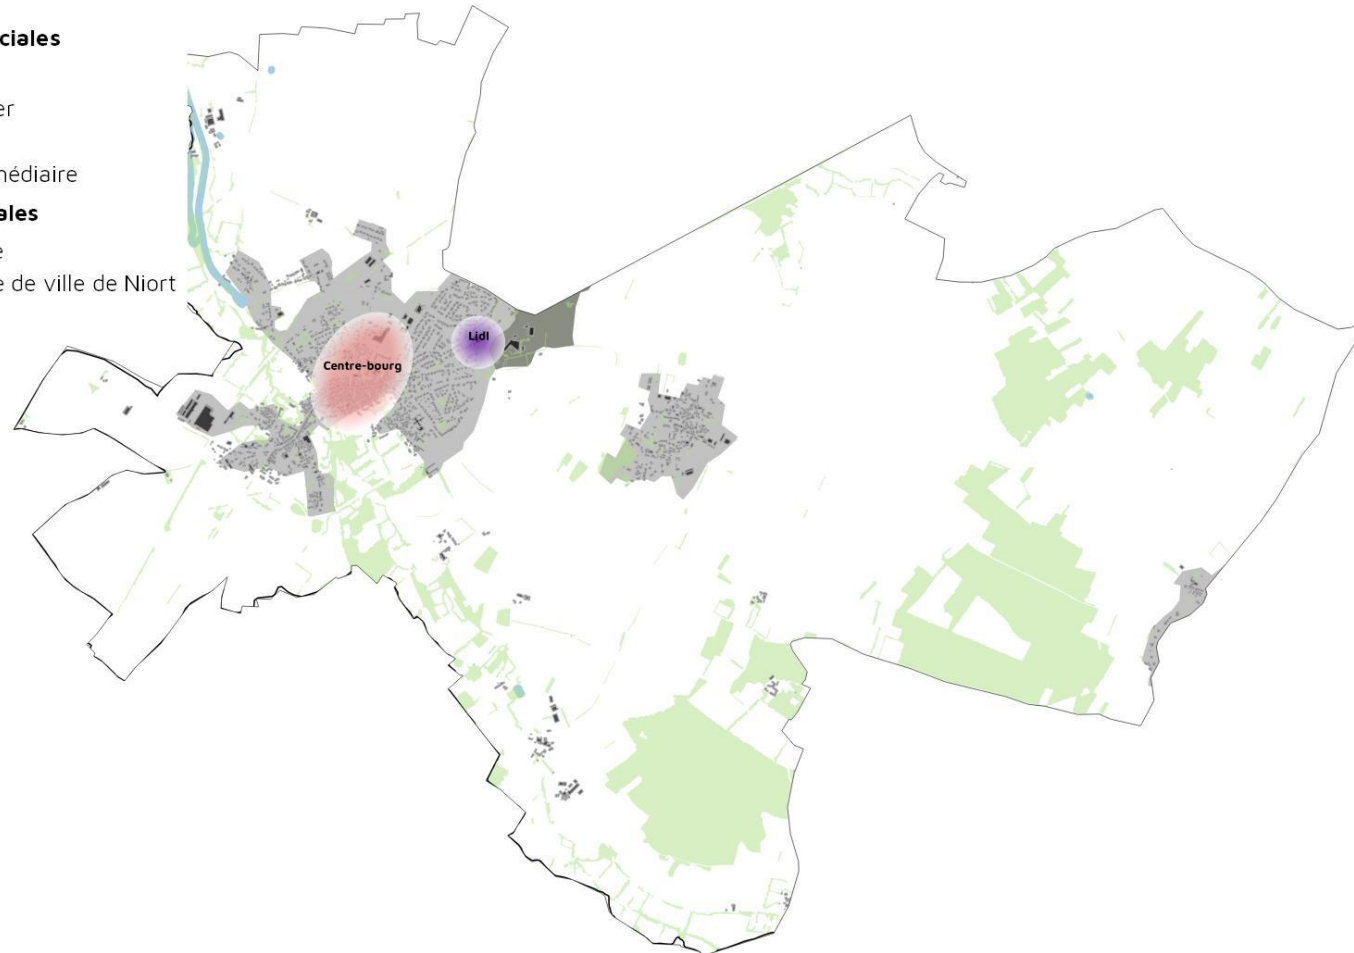 ciales
er
nédiaire
ales
e
e de ville de Niort
Lidl
Centre-bourg